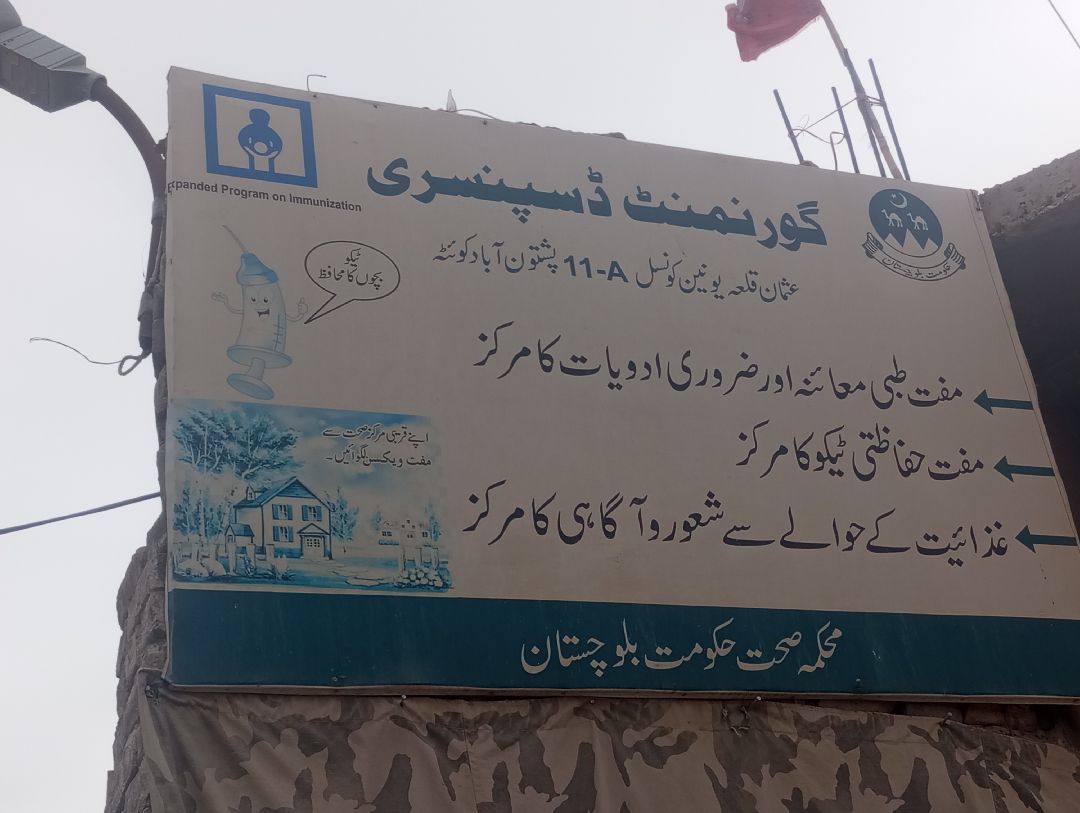 گورنمنٹ ڈسپنسری
عثمان قلعہ یونین کونسل 11-A پشتون آباد کوئٹہ
حکومت بلوچستان
xpanded Program on Immunization
ٹیکو
بچوں کا محافظ
مفت طبی معائنہ اور ضروری ادویات کا مرکز
مفت حفاظتی ٹیکو کا مرکز
غذائیت کے حوالے سے شعور و آگاہی کا مرکز
اپنے قریبی مراکز صحت سے
مفت ویکسن لگوائیں۔
محکمہ صحت حکومت بلوچستان